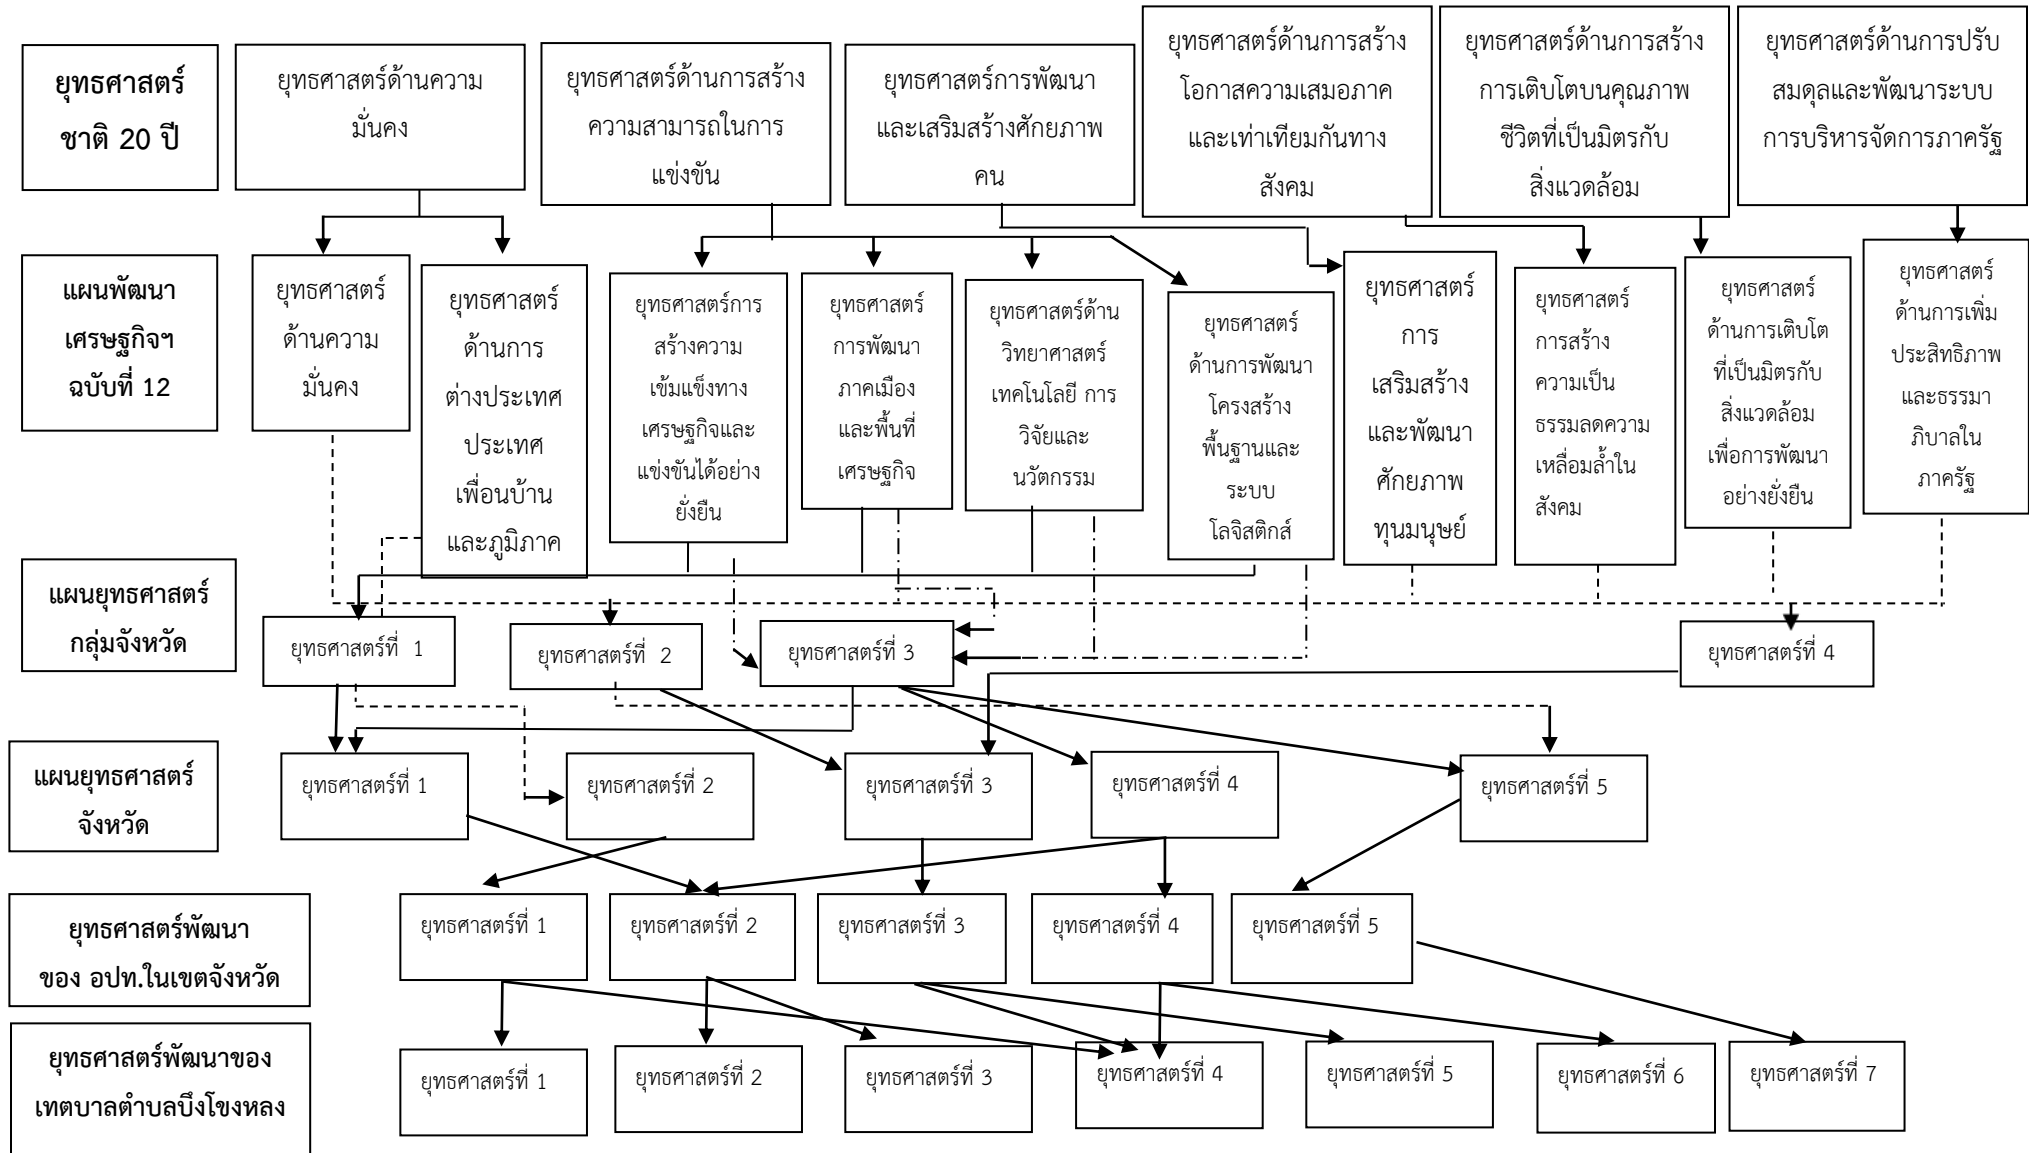 ยุทธศาสตร์
ชาติ 20 ปี
ยุทธศาสตร์ด้านความ
มั่นคง
ยุทธศาสตร์ด้านการสร้าง
ความสามารถในการ
แข่งขัน
ยุทธศาสตร์การพัฒนา
และเสริมสร้างศักยภาพ
คน
ยุทธศาสตร์ด้านการสร้าง
โอกาสความเสมอภาค
และเท่าเทียมกันทาง
สังคม
ยุทธศาสตร์ด้านการสร้าง
การเติบโตบนคุณภาพ
ชีวิตที่เป็นมิตรกับ
สิ่งแวดล้อม
ยุทธศาสตร์ด้านการปรับ
สมดุลและพัฒนาระบบ
การบริหารจัดการภาครัฐ
แผนพัฒนา
เศรษฐกิจฯ
ฉบับที่ 12
ยุทธศาสตร์
ด้านความ
มั่นคง
ยุทธศาสตร์
ด้านการ
ต่างประเทศ
ประเทศ
เพื่อนบ้าน
และภูมิภาค
ยุทธศาสตร์การ
สร้างความ
เข้มแข็งทาง
เศรษฐกิจและ
แข่งขันได้อย่าง
ยั่งยืน
ยุทธศาสตร์
การพัฒนา
ภาคเมือง
และพื้นที่
เศรษฐกิจ
ยุทธศาสตร์ด้าน
วิทยาศาสตร์
เทคโนโลยี การ
วิจัยและ
นวัตกรรม
ยุทธศาสตร์
ด้านการพัฒนา
โครงสร้าง
พื้นฐานและ
ระบบ
โลจิสติกส์
ยุทธศาสตร์
การ
เสริมสร้าง
และพัฒนา
ศักยภาพ
ทุนมนุษย์
ยุทธศาสตร์
การสร้าง
ความเป็น
ธรรมลดความ
เหลื่อมล้ำใน
สังคม
ยุทธศาสตร์
ด้านการเติบโต
ที่เป็นมิตรกับ
สิ่งแวดล้อม
เพื่อการพัฒนา
อย่างยั่งยืน
ยุทธศาสตร์
ด้านการเพิ่ม
ประสิทธิภาพ
และธรรมา
ภิบาลใน
ภาครัฐ
แผนยุทธศาสตร์
กลุ่มจังหวัด
ยุทธศาสตร์ที่ 1
ยุทธศาสตร์ที่ 2
ยุทธศาสตร์ที่ 3
ยุทธศาสตร์ที่ 4
แผนยุทธศาสตร์
จังหวัด
ยุทธศาสตร์ที่ 1
ยุทธศาสตร์ที่ 2
ยุทธศาสตร์ที่ 3
ยุทธศาสตร์ที่ 4
ยุทธศาสตร์ที่ 5
ยุทธศาสตร์พัฒนา
ของ อปท.ในเขตจังหวัด
ยุทธศาสตร์ที่ 1
ยุทธศาสตร์ที่ 2
ยุทธศาสตร์ที่ 3
ยุทธศาสตร์ที่ 4
ยุทธศาสตร์ที่ 5
ยุทธศาสตร์พัฒนาของ
เทตบาลตำบลบึงโขงหลง
ยุทธศาสตร์ที่ 1
ยุทธศาสตร์ที่ 2
ยุทธศาสตร์ที่ 3
ยุทธศาสตร์ที่ 4
ยุทธศาสตร์ที่ 5
ยุทธศาสตร์ที่ 6
ยุทธศาสตร์ที่ 7